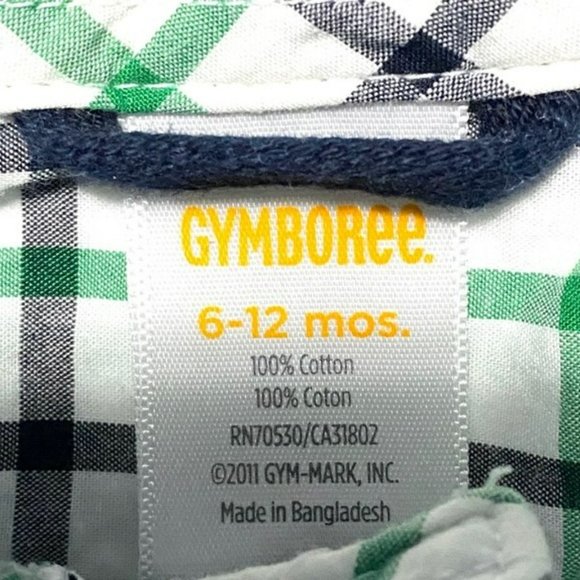 GYMBOREE.
6-12 mos.
100% Cotton
100% Coton
RN70530/CA31802
©2011 GYM-MARK, INC.
Made in Bangladesh